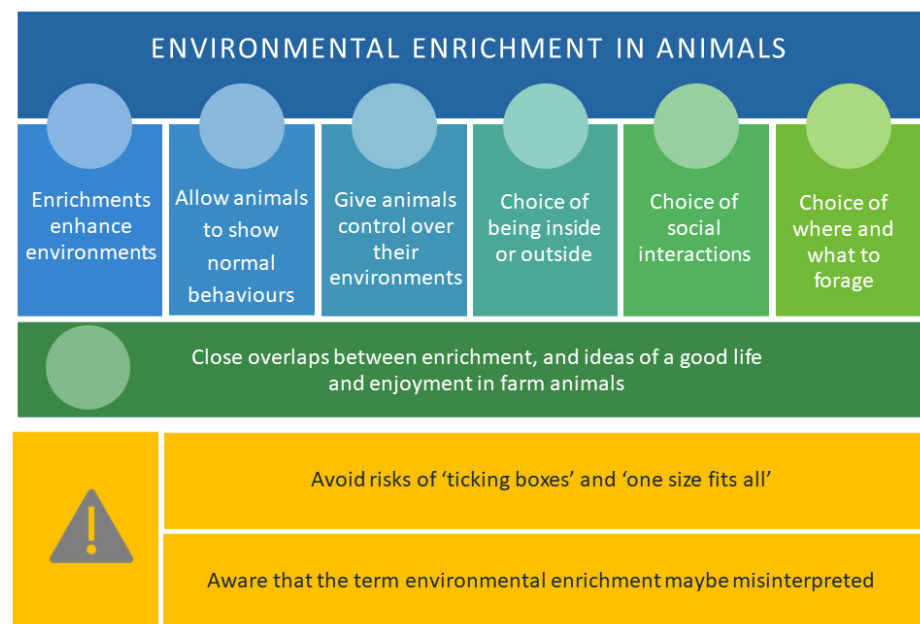 ENVIRONMENTAL ENRICHMENT IN ANIMALS
Enrichments
enhance
environments
Allow animals
to show
normal
behaviours
Give animals
control over
their
environments
Choice of
being inside
or outside
Choice of
social
interactions
Choice of
where and
what to
forage
Close overlaps between enrichment, and ideas of a good life
and enjoyment in farm animals
Avoid risks of ‘ticking boxes’ and ‘one size fits all’
Aware that the term environmental enrichment maybe misinterpreted